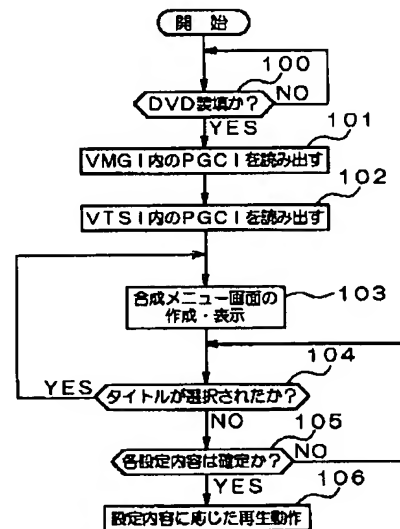 開 始
100
DVD装填か?
NO
YES
101
VMGI内のPGCIを読み出す
102
VTSI内のPGCIを読み出す
合成メニュー画面の
作成・表示
103
104
YES
タイトルが選択されたか?
NO
105
各設定内容は確定か?
NO
YES
106
設定内容に応じた再生動作